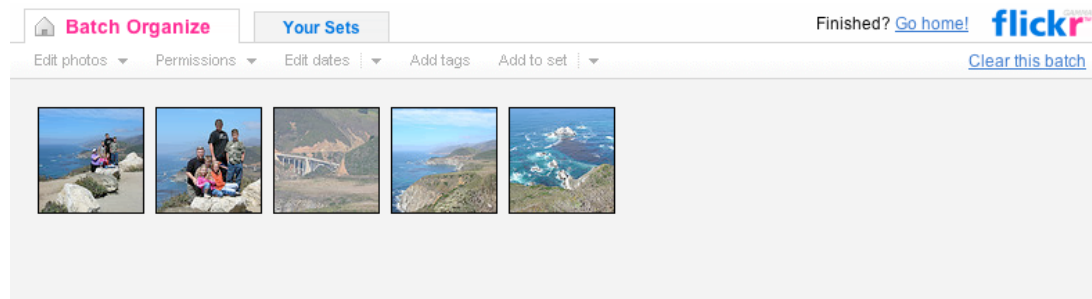 Batch Organize
Your Sets
Finished? Go home!
flickr
Edit photos
Permissions
Edit dates
Add tags
Add to set
Clear this batch